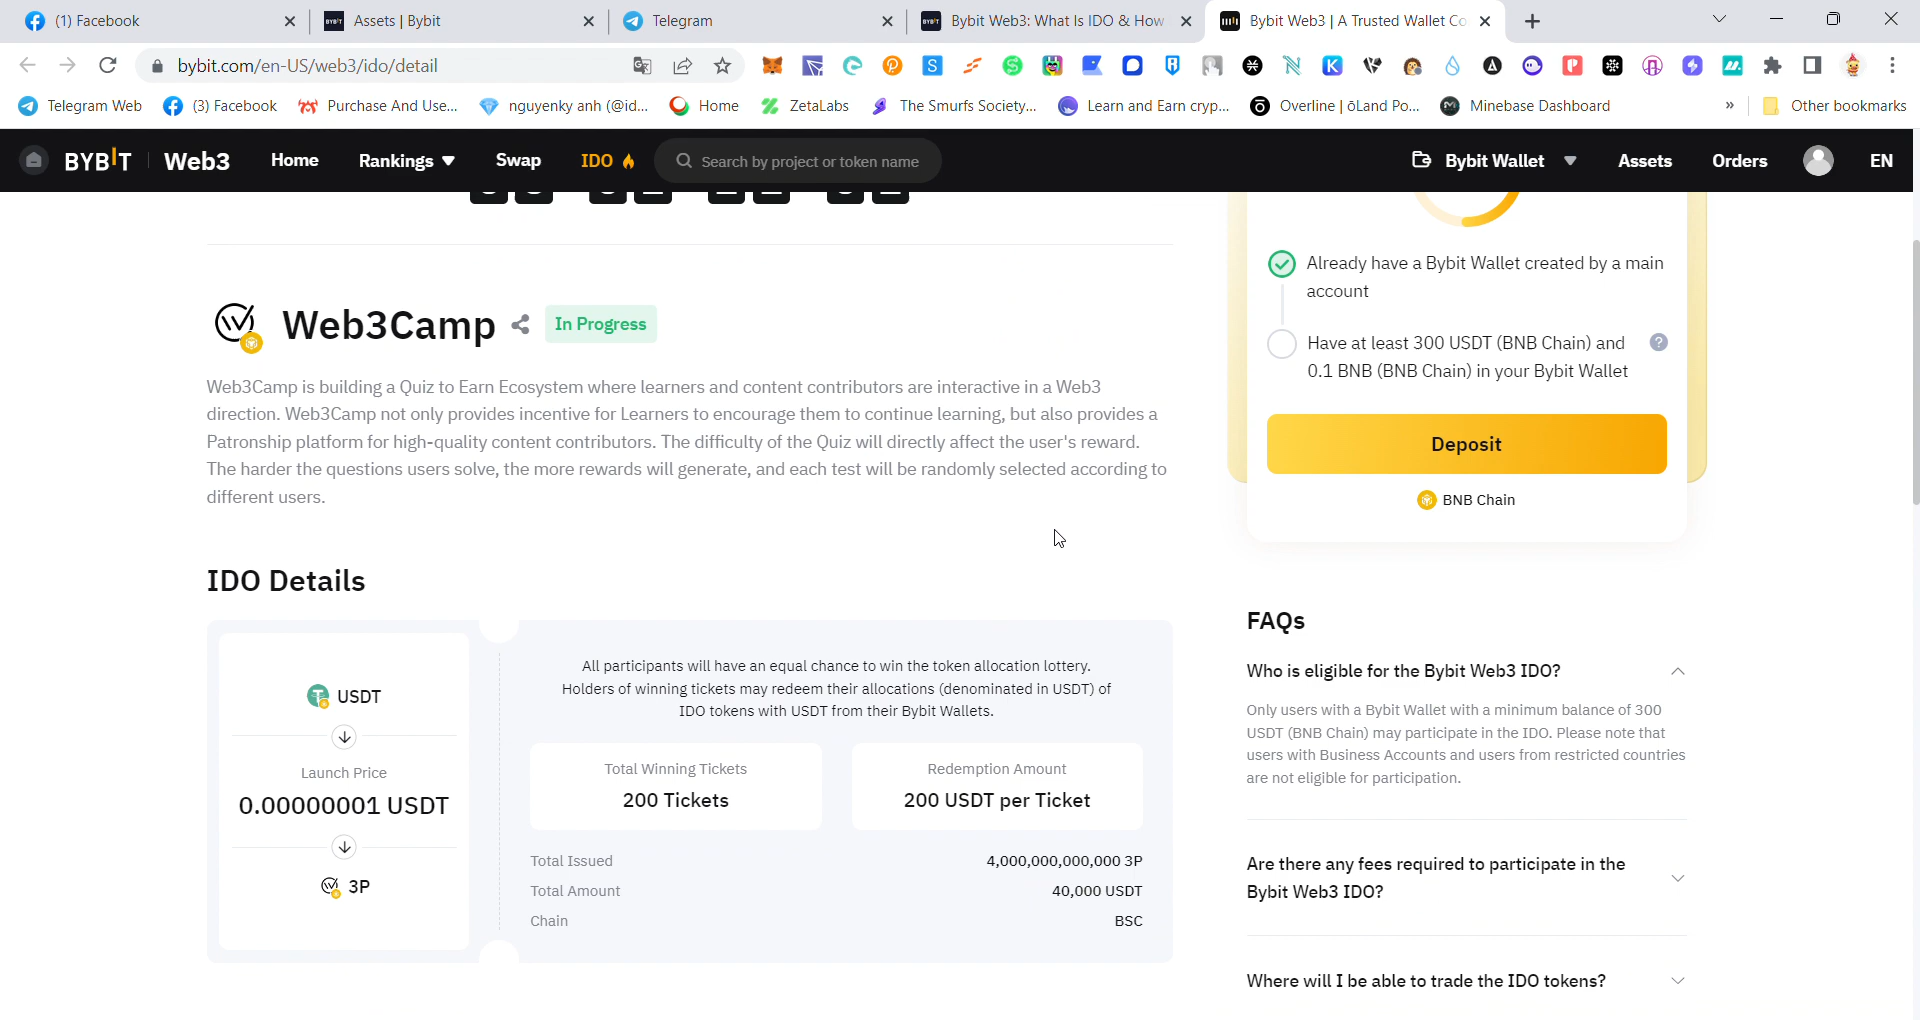 (1) Facebook
Assets | Bybit
Telegram
Bybit Web3: What Is IDO & How
Bybit Web3 | A Trusted Wallet Co
bybit.com/en-US/web3/ido/detail
Telegram Web
(3) Facebook
Purchase And Use...
nguyenky anh (@id...
Home
ZetaLabs
The Smurfs Society...
Learn and Earn cryp...
Overline | ōLand Po...
Minebase Dashboard
»
Other bookmarks
BYBIT Web3
Home
Rankings
Swap
IDO
Search by project or token name
Bybit Wallet
Assets
Orders
EN
Web3Camp
In Progress
Web3Camp is building a Quiz to Earn Ecosystem where learners and content contributors are interactive in a Web3
direction. Web3Camp not only provides incentive for Learners to encourage them to continue learning, but also provides a
Patronship platform for high-quality content contributors. The difficulty of the Quiz will directly affect the user's reward.
The harder the questions users solve, the more rewards will generate, and each test will be randomly selected according to
different users.
IDO Details
USDT
Launch Price
0.00000001 USDT
3P
All participants will have an equal chance to win the token allocation lottery.
Holders of winning tickets may redeem their allocations (denominated in USDT) of
IDO tokens with USDT from their Bybit Wallets.
Total Winning Tickets
200 Tickets
Redemption Amount
200 USDT per Ticket
Total Issued
4,000,000,000,000 3P
Total Amount
40,000 USDT
Chain
BSC
Already have a Bybit Wallet created by a main
account
Have at least 300 USDT (BNB Chain) and
0.1 BNB (BNB Chain) in your Bybit Wallet
?
Deposit
BNB Chain
FAQs
Who is eligible for the Bybit Web3 IDO?
Only users with a Bybit Wallet with a minimum balance of 300
USDT (BNB Chain) may participate in the IDO. Please note that
users with Business Accounts and users from restricted countries
are not eligible for participation.
Are there any fees required to participate in the
Bybit Web3 IDO?
Where will I be able to trade the IDO tokens?